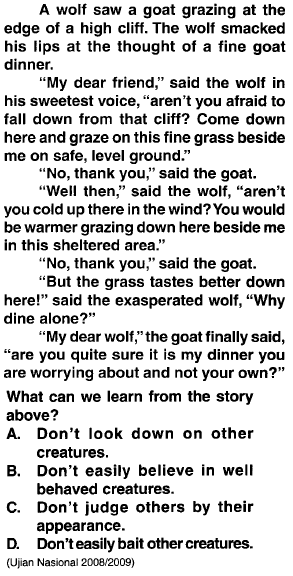 A wolf saw a goat grazing at the
edge of a high cliff. The wolf smacked
his lips at the thought of a fine goat
dinner.
"My dear friend," said the wolf in
his sweetest voice, "aren't you afraid to
fall down from that cliff? Come down
here and graze on this fine grass beside
me on safe, level ground."
"No, thank you," said the goat.
"Well then," said the wolf, "aren't
you cold up there in the wind? You would
be warmer grazing down here beside me
in this sheltered area."
"No, thank you," said the goat.
"But the grass tastes better down
here!" said the exasperated wolf, "Why
dine alone?"
"My dear wolf," the goat finally said,
"are you quite sure it is my dinner you
are worrying about and not your own?"
What can we learn from the story
above?
A. Don't look down on other
creatures.
B. Don't easily believe in well
behaved creatures.
C. Don't judge others by their
appearance.
D. Don't easily bait other creatures.
(Ujian Nasional 2008/2009)